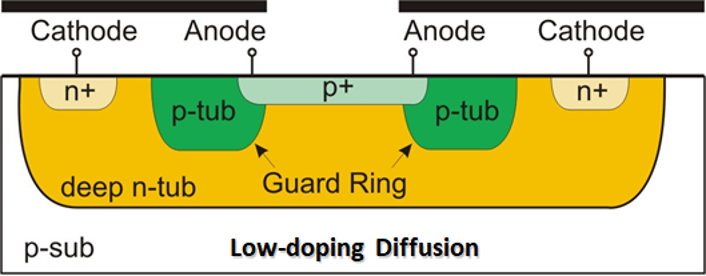 Cathode Anode Anode Cathode
n+ p-tub p+ p-tub n+
deep n-tub Guard Ring
p-sub Low-doping Diffusion